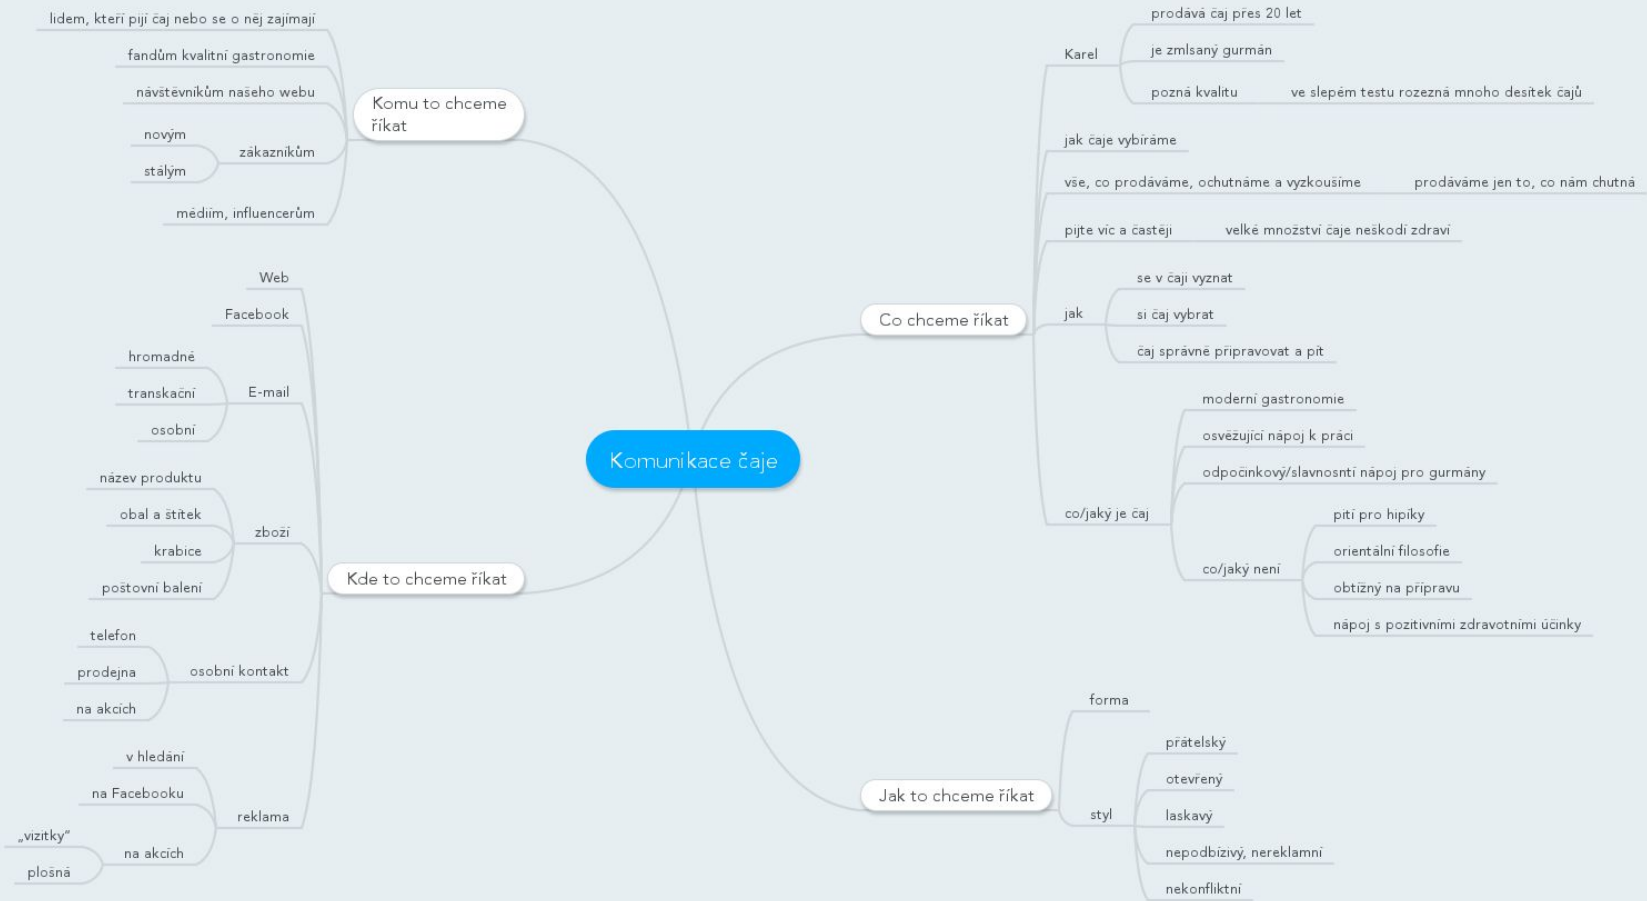 Komunikace čaje
Komu to chceme
říkat
lidem, kteří pijí čaj nebo se o něj zajímají
fandům kvalitní gastronomie
návštěvníkům našeho webu
zákazníkům
novým
stálým
médiím, influencerům
Kde to chceme říkat
Web
Facebook
E-mail
hromadné
transkační
osobní
zboží
název produktu
obal a štítek
krabice
poštovní balení
osobní kontakt
telefon
prodejna
na akcích
reklama
v hledání
na Facebooku
na akcích
„vizitky“
plošná
Co chceme říkat
Karel
prodává čaj přes 20 let
je zmlsaný gurmán
pozná kvalitu
ve slepém testu rozezná mnoho desítek čajů
jak čaje vybíráme
vše, co prodáváme, ochutnáme a vyzkoušíme
prodáváme jen to, co nám chutná
pijte víc a častěji
velké množství čaje neškodí zdraví
jak
se v čaji vyznat
si čaj vybrat
čaj správně připravovat a pít
co/jaký je čaj
moderní gastronomie
osvěžující nápoj k práci
odpočinkový/slavnosntí nápoj pro gurmány
co/jaký není
pití pro hipíky
orientální filosofie
obtížný na přípravu
nápoj s pozitivními zdravotními účinky
Jak to chceme říkat
forma
styl
přátelský
otevřený
laskavý
nepodbízivý, nereklamní
nekonfliktní